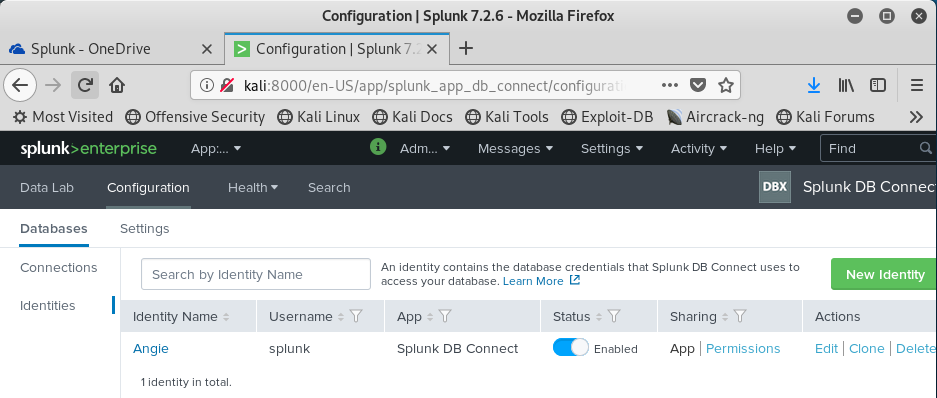 Configuration | Splunk 7.2.6 - Mozilla Firefox
Splunk - OneDrive
Configuration | Splunk 7.2
kali:8000/en-US/app/splunk_app_db_connect/configurati
Most Visited Offensive Security Kali Linux Kali Docs Kali Tools Exploit-DB Aircrack-ng Kali Forums
splunk>enterprise App:... i Adm... Messages Settings Activity Help Find
Data Lab Configuration Health Search DBX Splunk DB Connect
Databases Settings
Connections
Identities
Search by Identity Name
An identity contains the database credentials that Splunk DB Connect uses to
access your database. Learn More
New Identity
Identity Name Username App Status Sharing Actions
Angie splunk Splunk DB Connect Enabled App | Permissions Edit | Clone | Delete
1 identity in total.